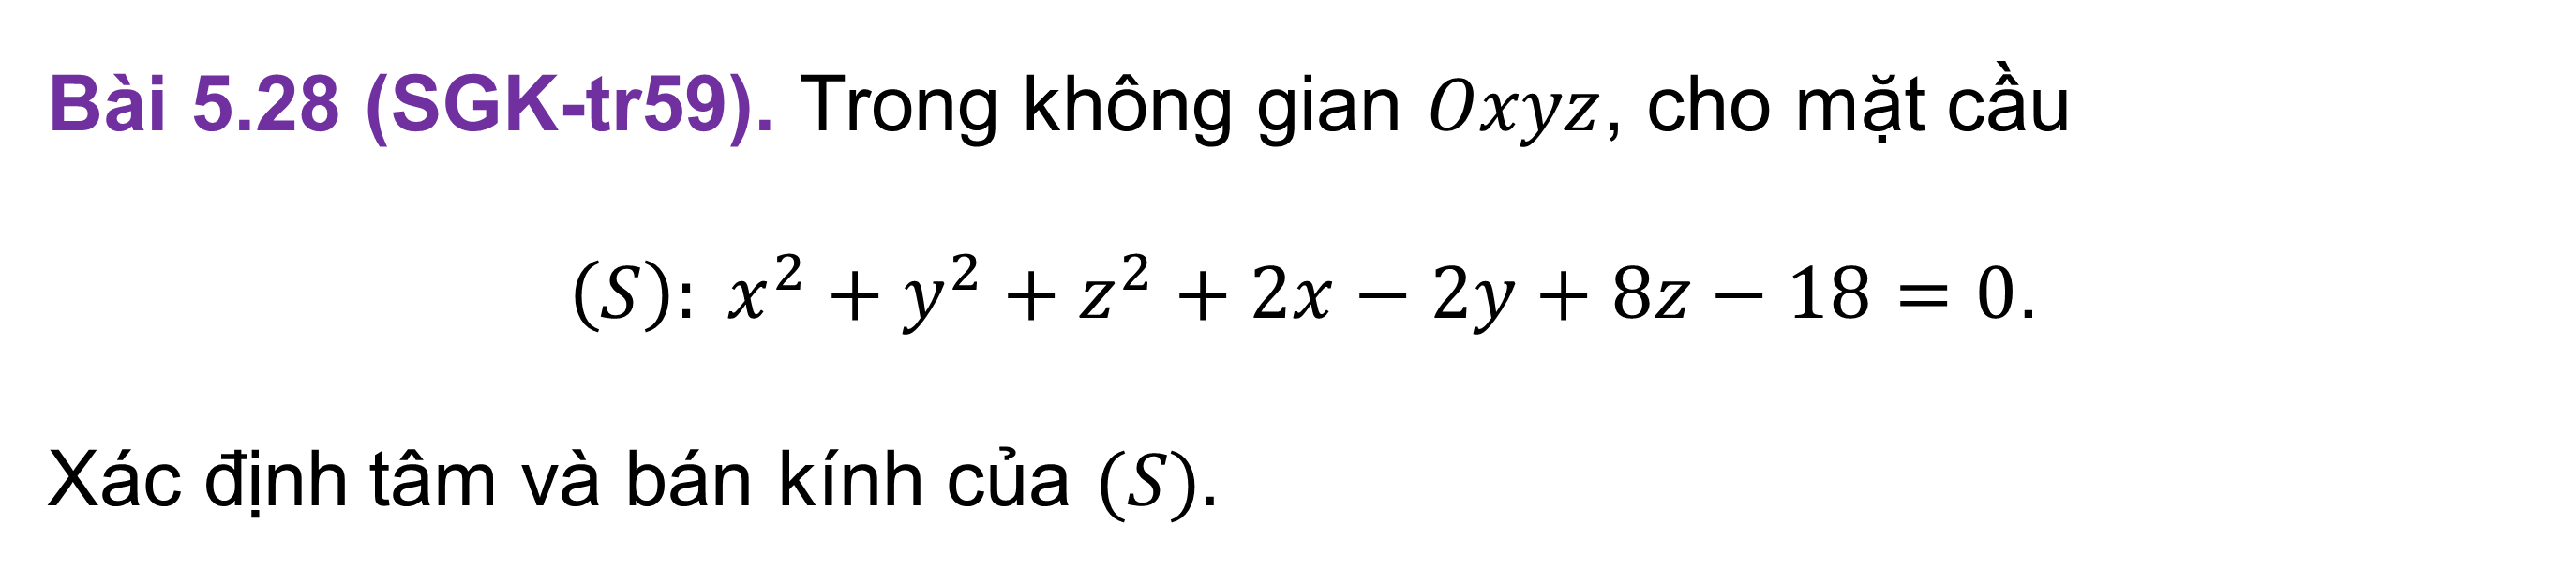 Bài 5.28 (SGK-tr59). Trong không gian Oxyz, cho mặt cầu
(S): x² + y² + z² + 2x − 2y + 8z − 18 = 0.
Xác định tâm và bán kính của (S).